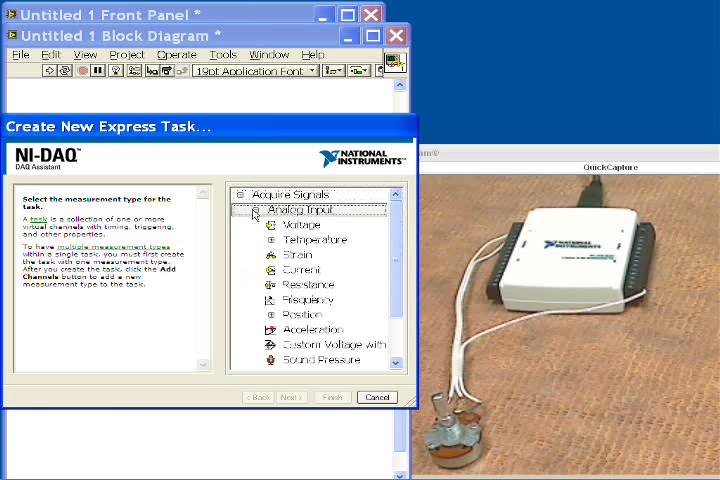 Untitled 1 Front Panel *
Untitled 1 Block Diagram *
File Edit View Project Operate Tools Window Help
19pt Application Font
Create New Express Task...
NI-DAQ™
DAQ Assistant
NATIONAL INSTRUMENTS™
Select the measurement type for the task.
A task is a collection of one or more virtual channels with timing, triggering, and other properties.
To have multiple measurement types within a single task, you must first create the task with one measurement type. After you create the task, click the Add Channels button to add a new measurement type to the task.
Acquire Signals
Analog Input
Voltage
Temperature
Strain
Current
Resistance
Frequency
Position
Acceleration
Custom Voltage with
Sound Pressure
< Back Next > Finish Cancel
am®
QuickCapture
NATIONAL INSTRUMENTS